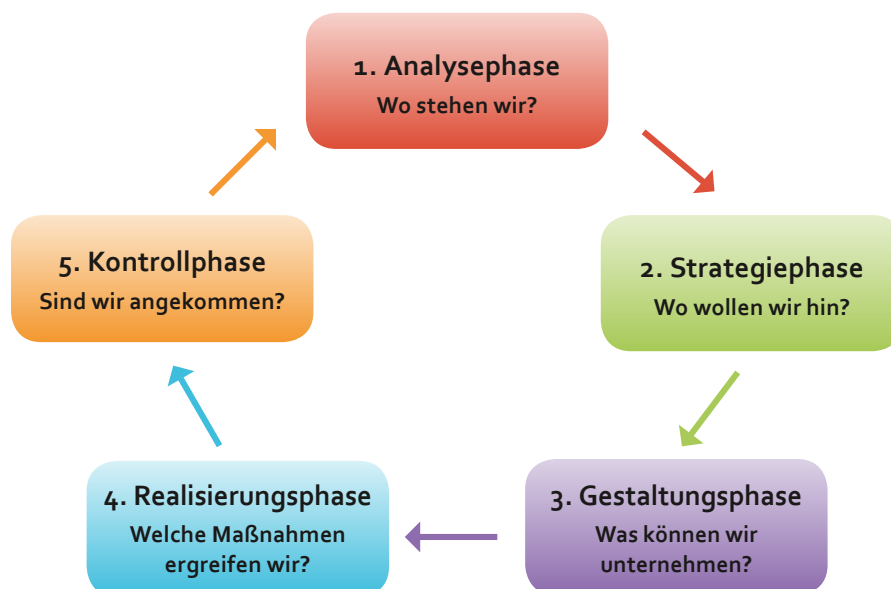 1. Analysephase
Wo stehen wir?
2. Strategiephase
Wo wollen wir hin?
3. Gestaltungsphase
Was können wir
unternehmen?
4. Realisierungsphase
Welche Maßnahmen
ergreifen wir?
5. Kontrollphase
Sind wir angekommen?